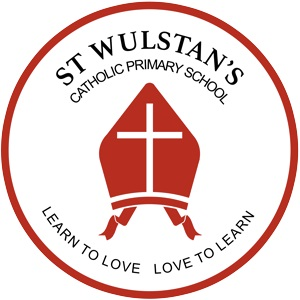 ST WULSTAN'S
CATHOLIC PRIMARY SCHOOL
LEARN TO LOVE LOVE TO LEARN